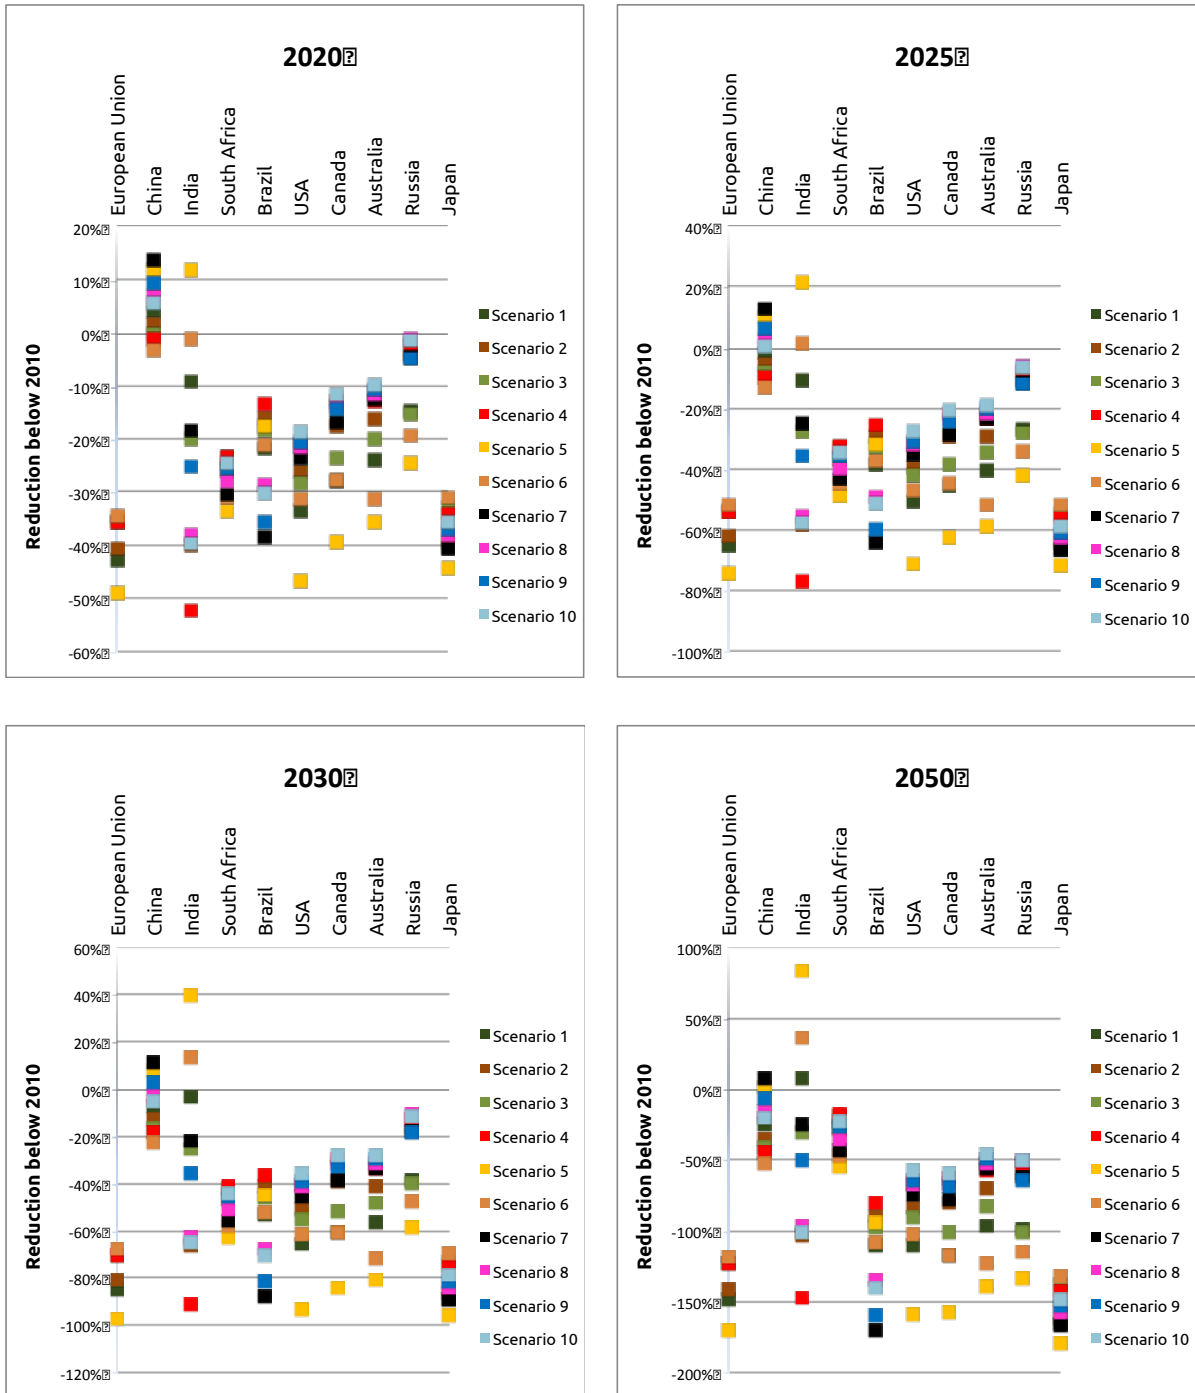 2020�
European Union
China
India
South Africa
Brazil
USA
Canada
Australia
Russia
Japan
Reduction below 2010
20%�
10%�
0%�
-10%�
-20%�
-30%�
-40%�
-50%�
-60%�
Scenario 1
Scenario 2
Scenario 3
Scenario 4
Scenario 5
Scenario 6
Scenario 7
Scenario 8
Scenario 9
Scenario 10
2025�
European Union
China
India
South Africa
Brazil
USA
Canada
Australia
Russia
Japan
Reduction below 2010
40%�
20%�
0%�
-20%�
-40%�
-60%�
-80%�
-100%�
Scenario 1
Scenario 2
Scenario 3
Scenario 4
Scenario 5
Scenario 6
Scenario 7
Scenario 8
Scenario 9
Scenario 10
2030�
European Union
China
India
South Africa
Brazil
USA
Canada
Australia
Russia
Japan
Reduction below 2010
60%�
40%�
20%�
0%�
-20%�
-40%�
-60%�
-80%�
-100%�
-120%�
Scenario 1
Scenario 2
Scenario 3
Scenario 4
Scenario 5
Scenario 6
Scenario 7
Scenario 8
Scenario 9
Scenario 10
2050�
European Union
China
India
South Africa
Brazil
USA
Canada
Australia
Russia
Japan
Reduction below 2010
100%�
50%�
0%�
-50%�
-100%�
-150%�
-200%�
Scenario 1
Scenario 2
Scenario 3
Scenario 4
Scenario 5
Scenario 6
Scenario 7
Scenario 8
Scenario 9
Scenario 10